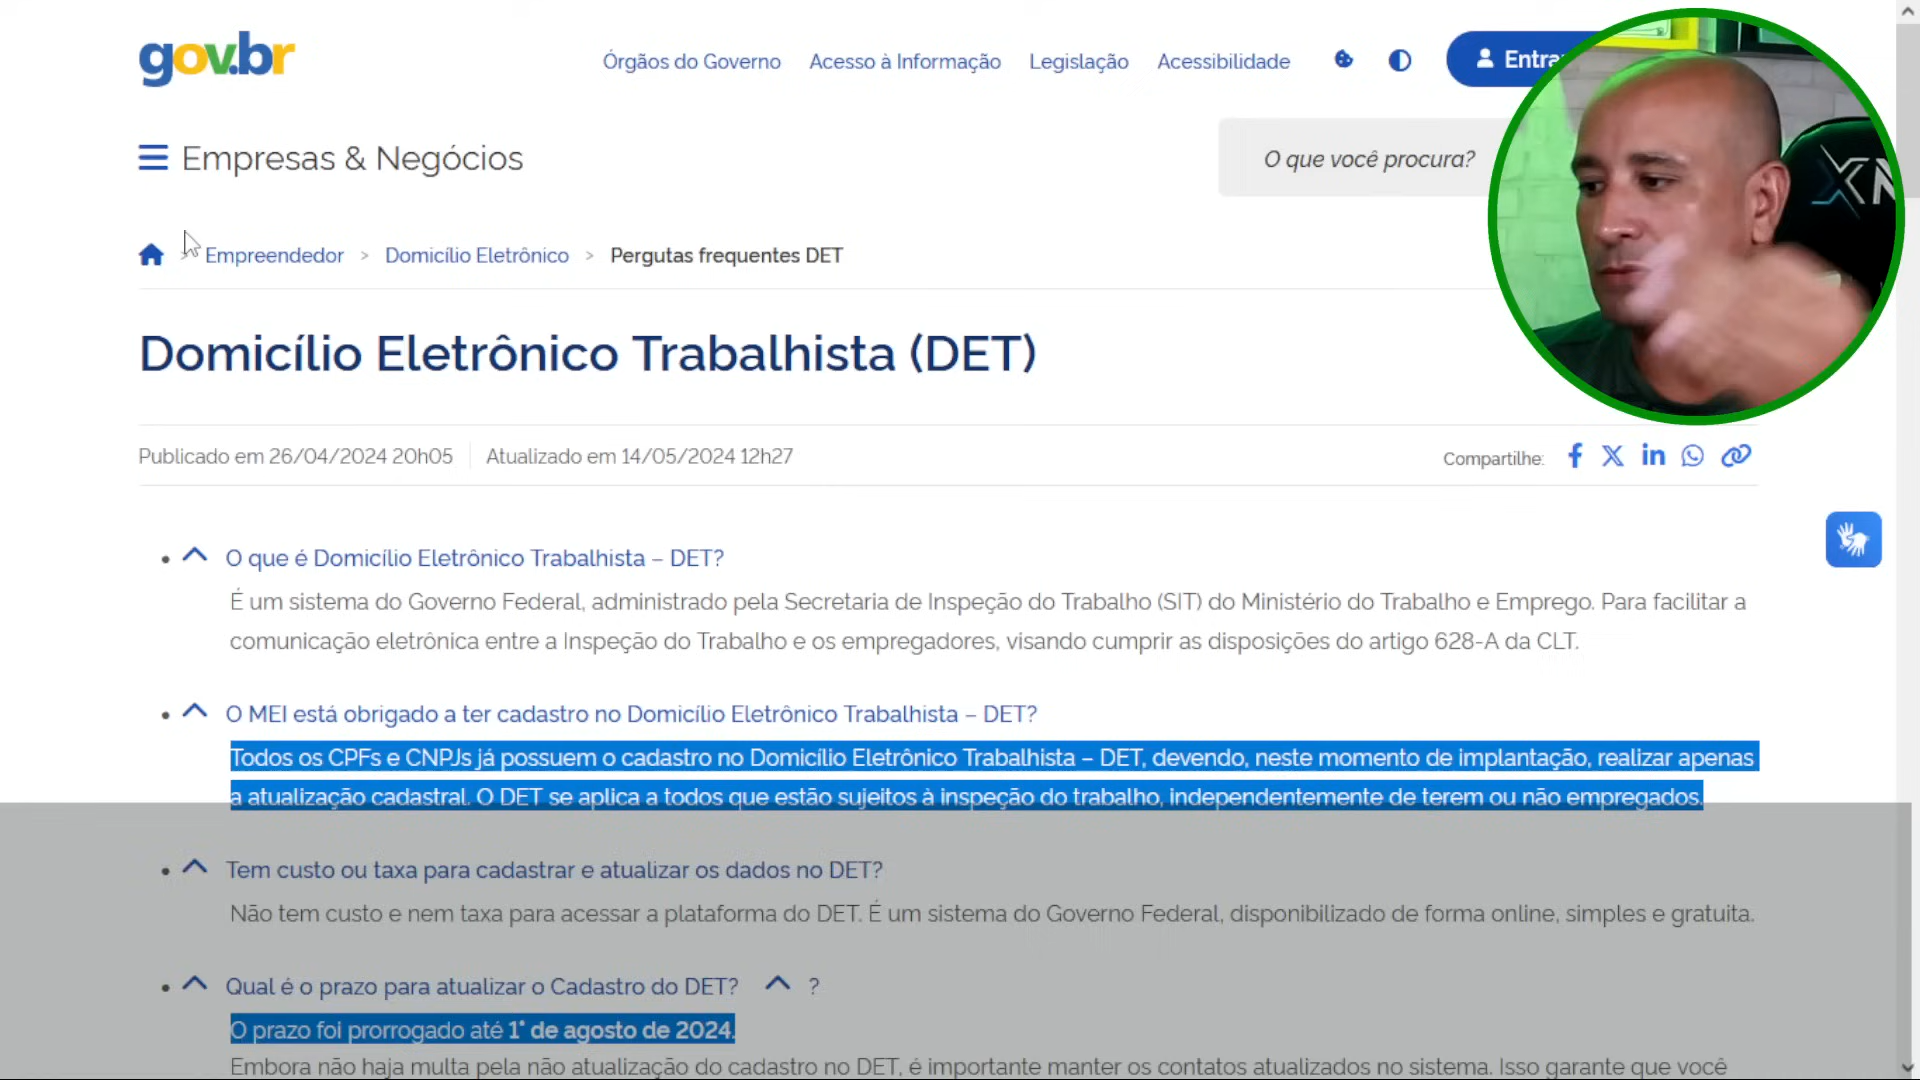 gov.br
Órgãos do Governo Acesso à Informação Legislação Acessibilidade Entrar
Empresas & Negócios
O que você procura?
> Empreendedor > Domicílio Eletrônico > Pergutas frequentes DET
Domicílio Eletrônico Trabalhista (DET)
Publicado em 26/04/2024 20h05 Atualizado em 14/05/2024 12h27
Compartilhe:
O que é Domicílio Eletrônico Trabalhista – DET?
É um sistema do Governo Federal, administrado pela Secretaria de Inspeção do Trabalho (SIT) do Ministério do Trabalho e Emprego. Para facilitar a
comunicação eletrônica entre a Inspeção do Trabalho e os empregadores, visando cumprir as disposições do artigo 628-A da CLT.
O MEI está obrigado a ter cadastro no Domicílio Eletrônico Trabalhista – DET?
Todos os CPFs e CNPJs já possuem o cadastro no Domicílio Eletrônico Trabalhista – DET, devendo, neste momento de implantação, realizar apenas
a atualização cadastral. O DET se aplica a todos que estão sujeitos à inspeção do trabalho, independentemente de terem ou não empregados.
Tem custo ou taxa para cadastrar e atualizar os dados no DET?
Não tem custo e nem taxa para acessar a plataforma do DET. É um sistema do Governo Federal, disponibilizado de forma online, simples e gratuita.
Qual é o prazo para atualizar o Cadastro do DET? ?
O prazo foi prorrogado até 1° de agosto de 2024.
Embora não haja multa pela não atualização do cadastro no DET, é importante manter os contatos atualizados no sistema. Isso garante que você